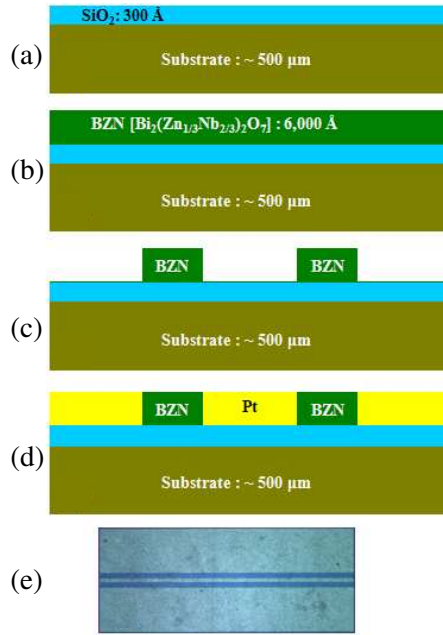 SiO₂: 300 Å
(a)
Substrate : ~ 500 µm
BZN [Bi₂(Zn₁/₃Nb₂/₃)₂O₇] : 6,000 Å
(b)
Substrate : ~ 500 µm
BZN BZN
(c)
Substrate : ~ 500 µm
BZN Pt BZN
(d)
Substrate : ~ 500 µm
(e)